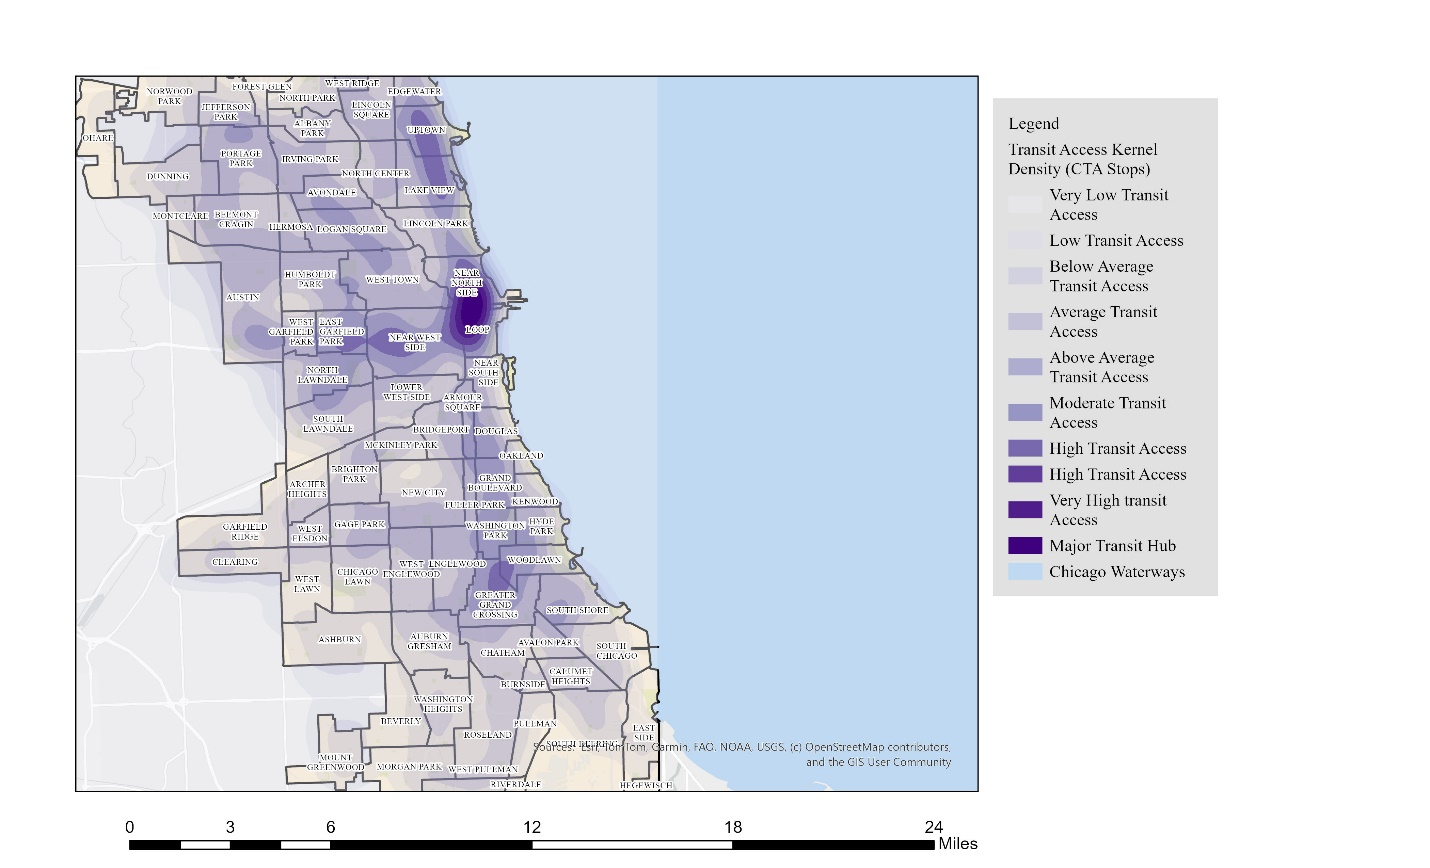 WEST RIDGE
FOREST GLEN
NORWOOD
PARK
EDGEWATER
NORTH PARK
JEFFERSON
PARK
LINCOLN
SQUARE
ALBANY
PARK
UPTOWN
OHARE
PORTAGE
PARK
IRVING PARK
DUNNING
NORTH CENTER
AVONDALE
LAKE VIEW
MONTCLARE
BELMONT
CRAGIN
HERMOSA
LOGAN SQUARE
LINCOLN PARK
HUMBOLDT
PARK
WEST TOWN
NEAR
NORTH
SIDE
AUSTIN
WEST
GARFIELD
PARK
EAST
GARFIELD
PARK
NEAR WEST
SIDE
LOOP
NORTH
LAWNDALE
NEAR
SOUTH
SIDE
LOWER
WEST SIDE
ARMOUR
SQUARE
SOUTH
LAWNDALE
BRIDGEPORT
DOUGLAS
MCKINLEY PARK
OAKLAND
BRIGHTON
PARK
ARCHER
HEIGHTS
NEW CITY
GRAND
BOULEVARD
FULLER PARK
KENWOOD
GARFIELD
RIDGE
WEST
ELSDON
GAGE PARK
WASHINGTON
PARK
HYDE
PARK
CLEARING
WEST
LAWN
CHICAGO
LAWN
WEST
ENGLEWOOD
ENGLEWOOD
WOODLAWN
GREATER
GRAND
CROSSING
SOUTH SHORE
ASHBURN
AUBURN
GRESHAM
CHATHAM
AVALON PARK
SOUTH
CHICAGO
BURNSIDE
CALUMET
HEIGHTS
WASHINGTON
HEIGHTS
BEVERLY
ROSELAND
PULLMAN
SOUTH DEERING
EAST
SIDE
MOUNT
GREENWOOD
MORGAN PARK
WEST PULLMAN
RIVERDALE
HEGEWISCH
Sources: Esri, TomTom, Garmin, FAO, NOAA, USGS, (c) OpenStreetMap contributors,
and the GIS User Community
0 3 6 12 18 24
Miles
Legend
Transit Access Kernel
Density (CTA Stops)
Very Low Transit
Access
Low Transit Access
Below Average
Transit Access
Average Transit
Access
Above Average
Transit Access
Moderate Transit
Access
High Transit Access
High Transit Access
Very High transit
Access
Major Transit Hub
Chicago Waterways